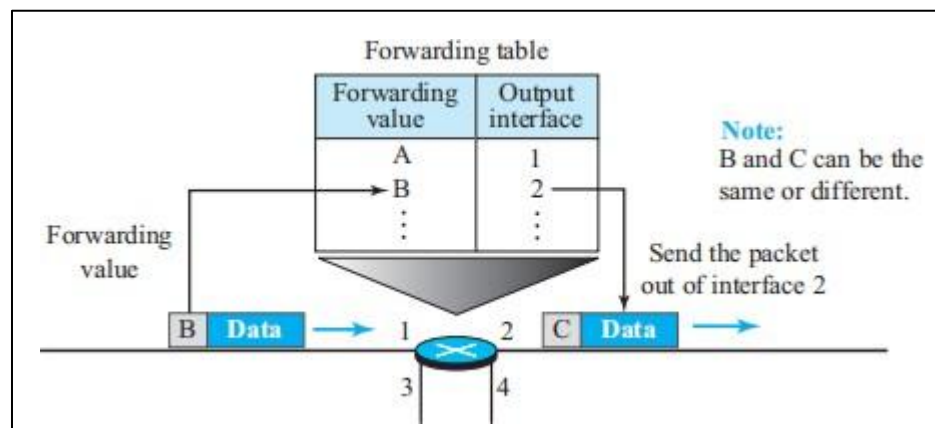 Forwarding table
Forwarding value
Output interface
A 1
B 2
⋮ ⋮
Note:
B and C can be the
same or different.
Forwarding
value
Send the packet
out of interface 2
B Data
1 2
C Data
3 4